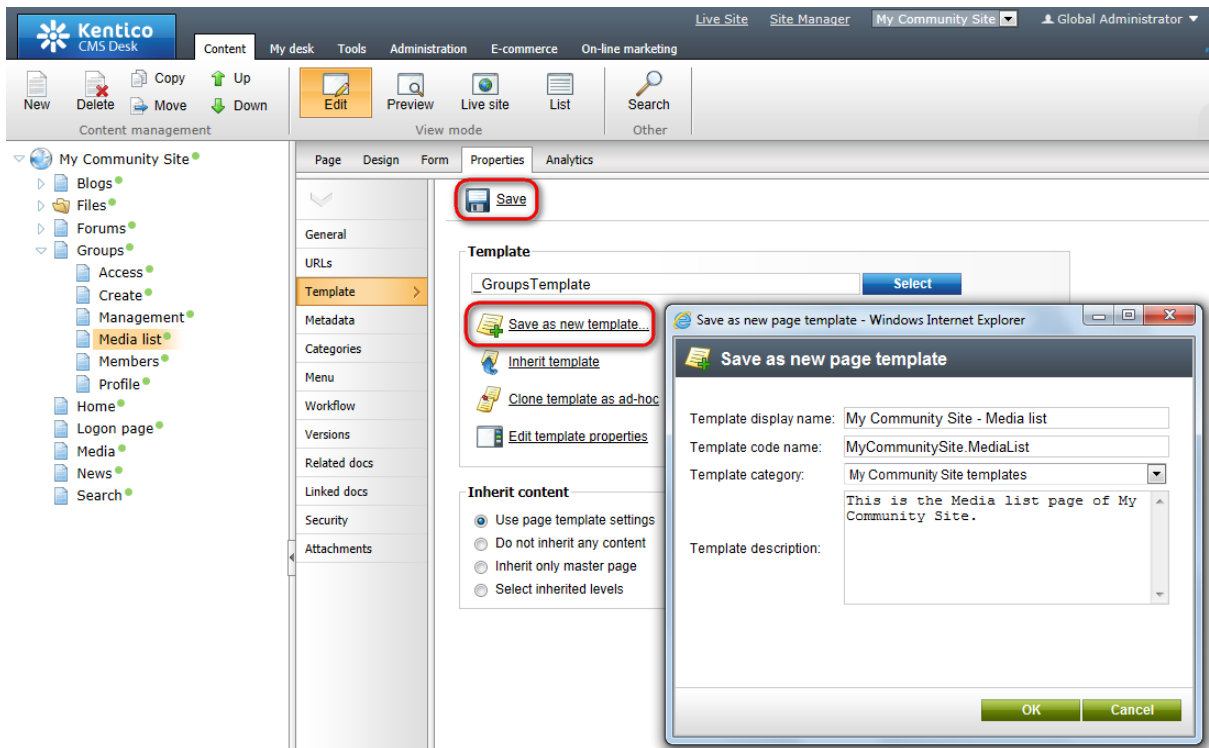 Live Site Site Manager My Community Site Global Administrator
Kentico
CMS Desk
Content My desk Tools Administration E-commerce On-line marketing
New Delete Copy Move Up Down
Content management
Edit Preview Live site List
View mode
Search
Other
My Community Site
Blogs
Files
Forums
Groups
Access
Create
Management
Media list
Members
Profile
Home
Logon page
Media
News
Search
Page Design Form Properties Analytics
General
URLs
Template
Metadata
Categories
Menu
Workflow
Versions
Related docs
Linked docs
Security
Attachments
Save
Template
_GroupsTemplate Select
Save as new template...
Inherit template
Clone template as ad-hoc
Edit template properties
Inherit content
Use page template settings
Do not inherit any content
Inherit only master page
Select inherited levels
Save as new page template - Windows Internet Explorer
Save as new page template
Template display name: My Community Site - Media list
Template code name: MyCommunitySite.MediaList
Template category: My Community Site templates
Template description: This is the Media list page of My
Community Site.
OK Cancel